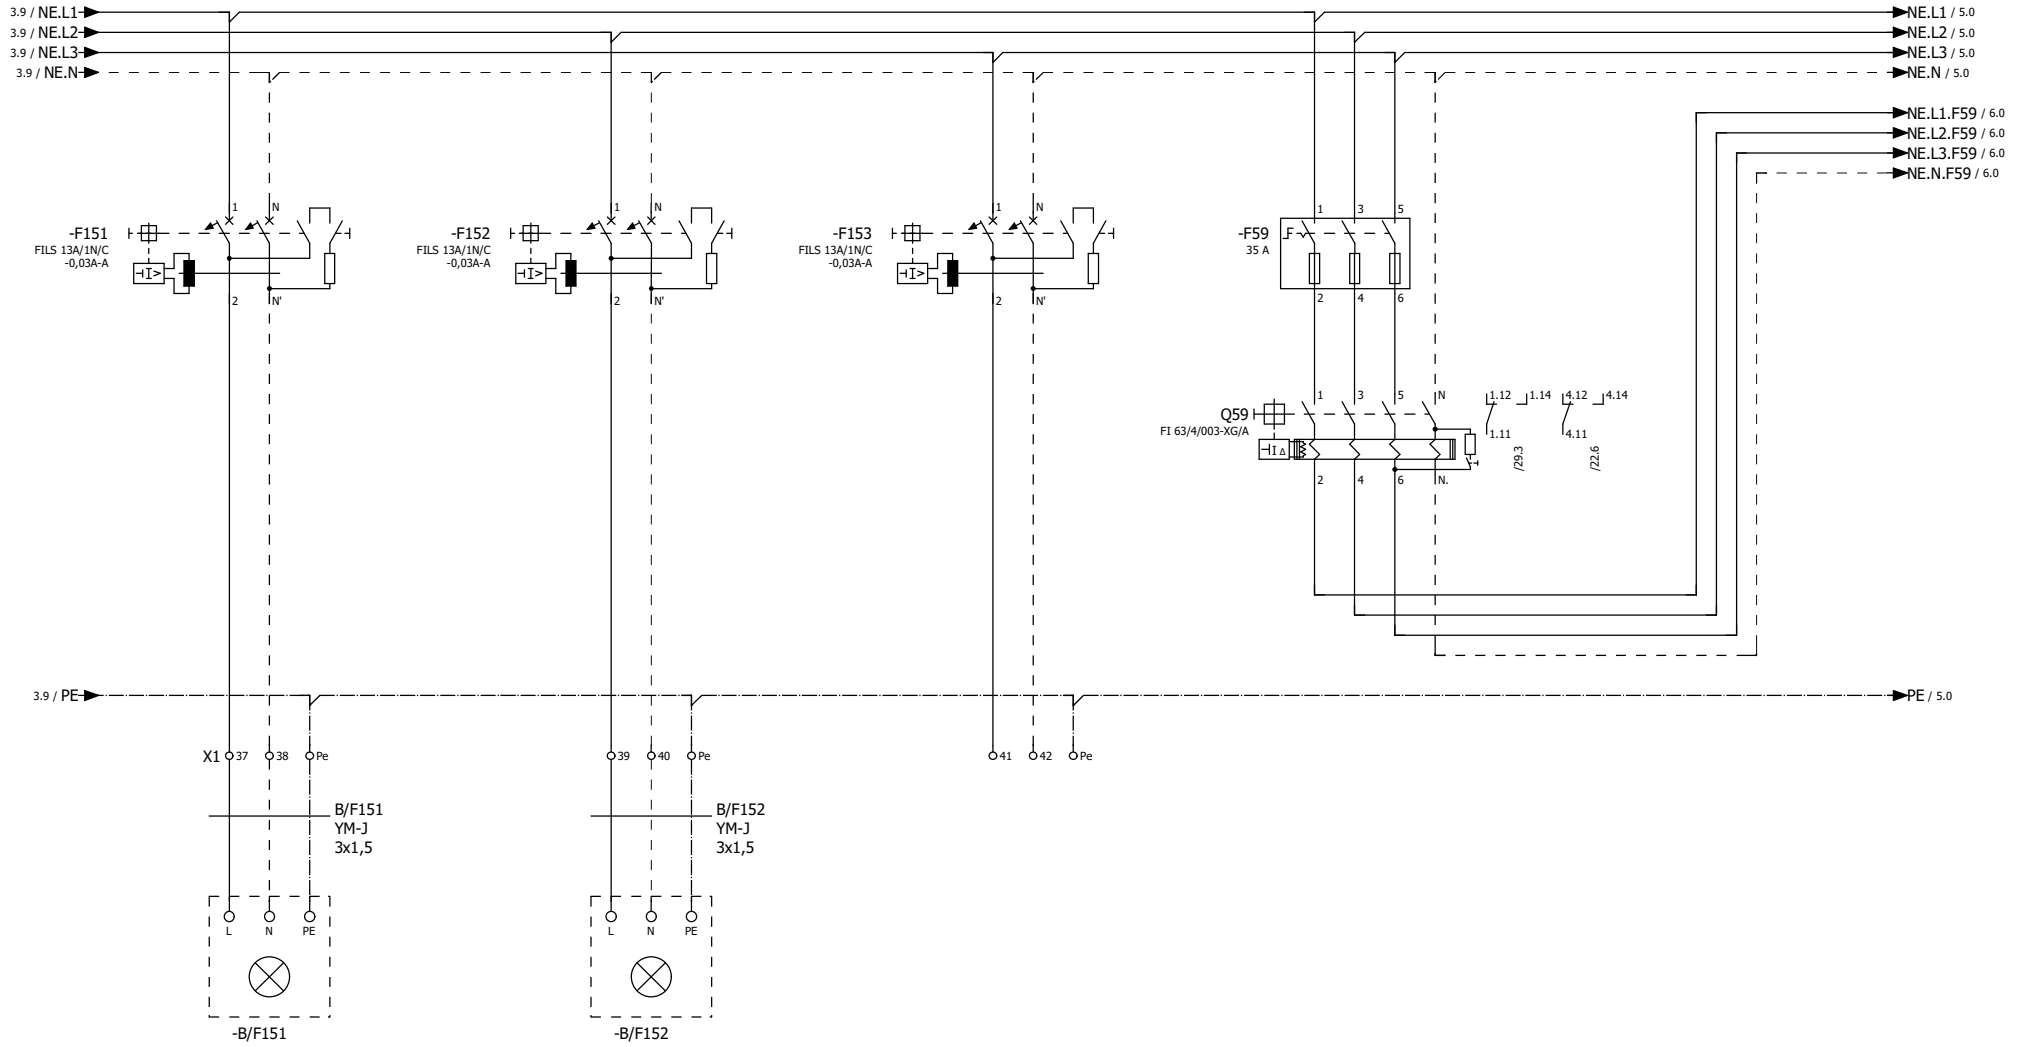 3.9 / NE.L1
NE.L1 / 5.0
3.9 / NE.L2
NE.L2 / 5.0
3.9 / NE.L3
NE.L3 / 5.0
3.9 / NE.N
NE.N / 5.0
NE.L1.F59 / 6.0
NE.L2.F59 / 6.0
NE.L3.F59 / 6.0
NE.N.F59 / 6.0
1 N
1 N
1 N
1 3 5
-F151
FILS 13A/1N/C
-0,03A-A
I>
2 N'
-F152
FILS 13A/1N/C
-0,03A-A
I>
2 N'
-F153
FILS 13A/1N/C
-0,03A-A
I>
2 N'
-F59
35 A
2 4 6
1 3 5 N
Q59
FI 63/4/003-XG/A
I Δ
2 4 6 N.
1.12 1.14
1.11
/29.3
4.12 4.14
4.11
/22.6
3.9 / PE
PE / 5.0
X1 37 38 Pe
39 40 Pe
41 42 Pe
B/F151
YM-J
3x1,5
B/F152
YM-J
3x1,5
L N PE
L N PE
-B/F151
-B/F152